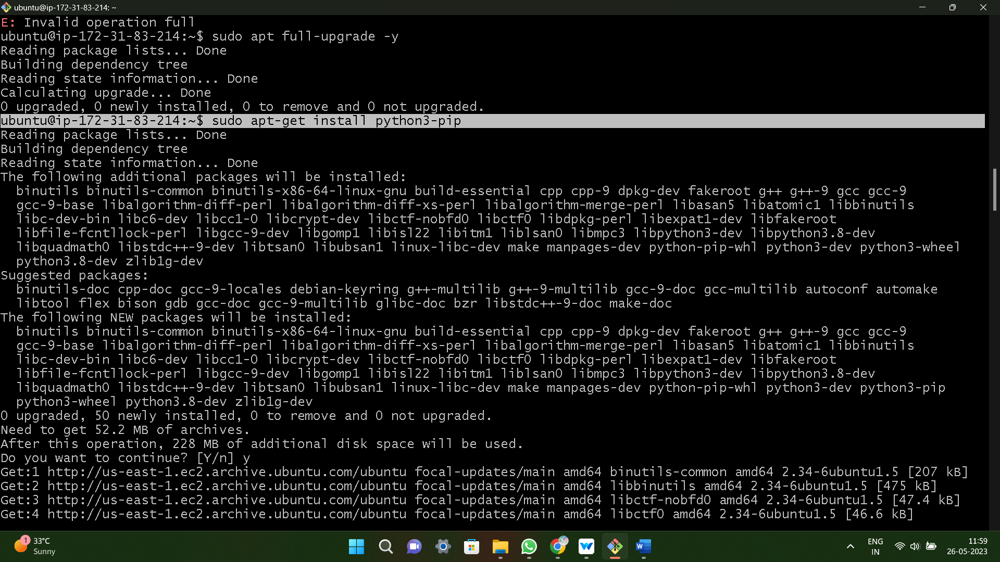 ubuntu@ip-172-31-83-214: ~
E: Invalid operation full
ubuntu@ip-172-31-83-214:~$ sudo apt full-upgrade -y
Reading package lists... Done
Building dependency tree
Reading state information... Done
Calculating upgrade... Done
0 upgraded, 0 newly installed, 0 to remove and 0 not upgraded.
ubuntu@ip-172-31-83-214:~$ sudo apt-get install python3-pip
Reading package lists... Done
Building dependency tree
Reading state information... Done
The following additional packages will be installed:
  binutils binutils-common binutils-x86-64-linux-gnu build-essential cpp cpp-9 dpkg-dev fakeroot g++ g++-9 gcc gcc-9
  gcc-9-base libalgorithm-diff-perl libalgorithm-diff-xs-perl libalgorithm-merge-perl libasan5 libatomic1 libbinutils
  libc-dev-bin libc6-dev libcc1-0 libcrypt-dev libctf-nobfd0 libctf0 libdpkg-perl libexpat1-dev libfakeroot
  libfile-fcntllock-perl libgcc-9-dev libgomp1 libisl22 libitm1 liblsan0 libmpc3 libpython3-dev libpython3.8-dev
  libquadmath0 libstdc++-9-dev libtsan0 libubsan1 linux-libc-dev make manpages-dev python-pip-whl python3-dev python3-wheel
  python3.8-dev zlib1g-dev
Suggested packages:
  binutils-doc cpp-doc gcc-9-locales debian-keyring g++-multilib g++-9-multilib gcc-9-doc gcc-multilib autoconf automake
  libtool flex bison gdb gcc-doc gcc-9-multilib glibc-doc bzr libstdc++-9-doc make-doc
The following NEW packages will be installed:
  binutils binutils-common binutils-x86-64-linux-gnu build-essential cpp cpp-9 dpkg-dev fakeroot g++ g++-9 gcc gcc-9
  gcc-9-base libalgorithm-diff-perl libalgorithm-diff-xs-perl libalgorithm-merge-perl libasan5 libatomic1 libbinutils
  libc-dev-bin libc6-dev libcc1-0 libcrypt-dev libctf-nobfd0 libctf0 libdpkg-perl libexpat1-dev libfakeroot
  libfile-fcntllock-perl libgcc-9-dev libgomp1 libisl22 libitm1 liblsan0 libmpc3 libpython3-dev libpython3.8-dev
  libquadmath0 libstdc++-9-dev libtsan0 libubsan1 linux-libc-dev make manpages-dev python-pip-whl python3-dev python3-pip
  python3-wheel python3.8-dev zlib1g-dev
0 upgraded, 50 newly installed, 0 to remove and 0 not upgraded.
Need to get 52.2 MB of archives.
After this operation, 228 MB of additional disk space will be used.
Do you want to continue? [Y/n] y
Get:1 http://us-east-1.ec2.archive.ubuntu.com/ubuntu focal-updates/main amd64 binutils-common amd64 2.34-6ubuntu1.5 [207 kB]
Get:2 http://us-east-1.ec2.archive.ubuntu.com/ubuntu focal-updates/main amd64 libbinutils amd64 2.34-6ubuntu1.5 [475 kB]
Get:3 http://us-east-1.ec2.archive.ubuntu.com/ubuntu focal-updates/main amd64 libctf-nobfd0 amd64 2.34-6ubuntu1.5 [47.4 kB]
Get:4 http://us-east-1.ec2.archive.ubuntu.com/ubuntu focal-updates/main amd64 libctf0 amd64 2.34-6ubuntu1.5 [46.6 kB]
1
33°C
Sunny
W
ENG
IN
11:59
26-05-2023